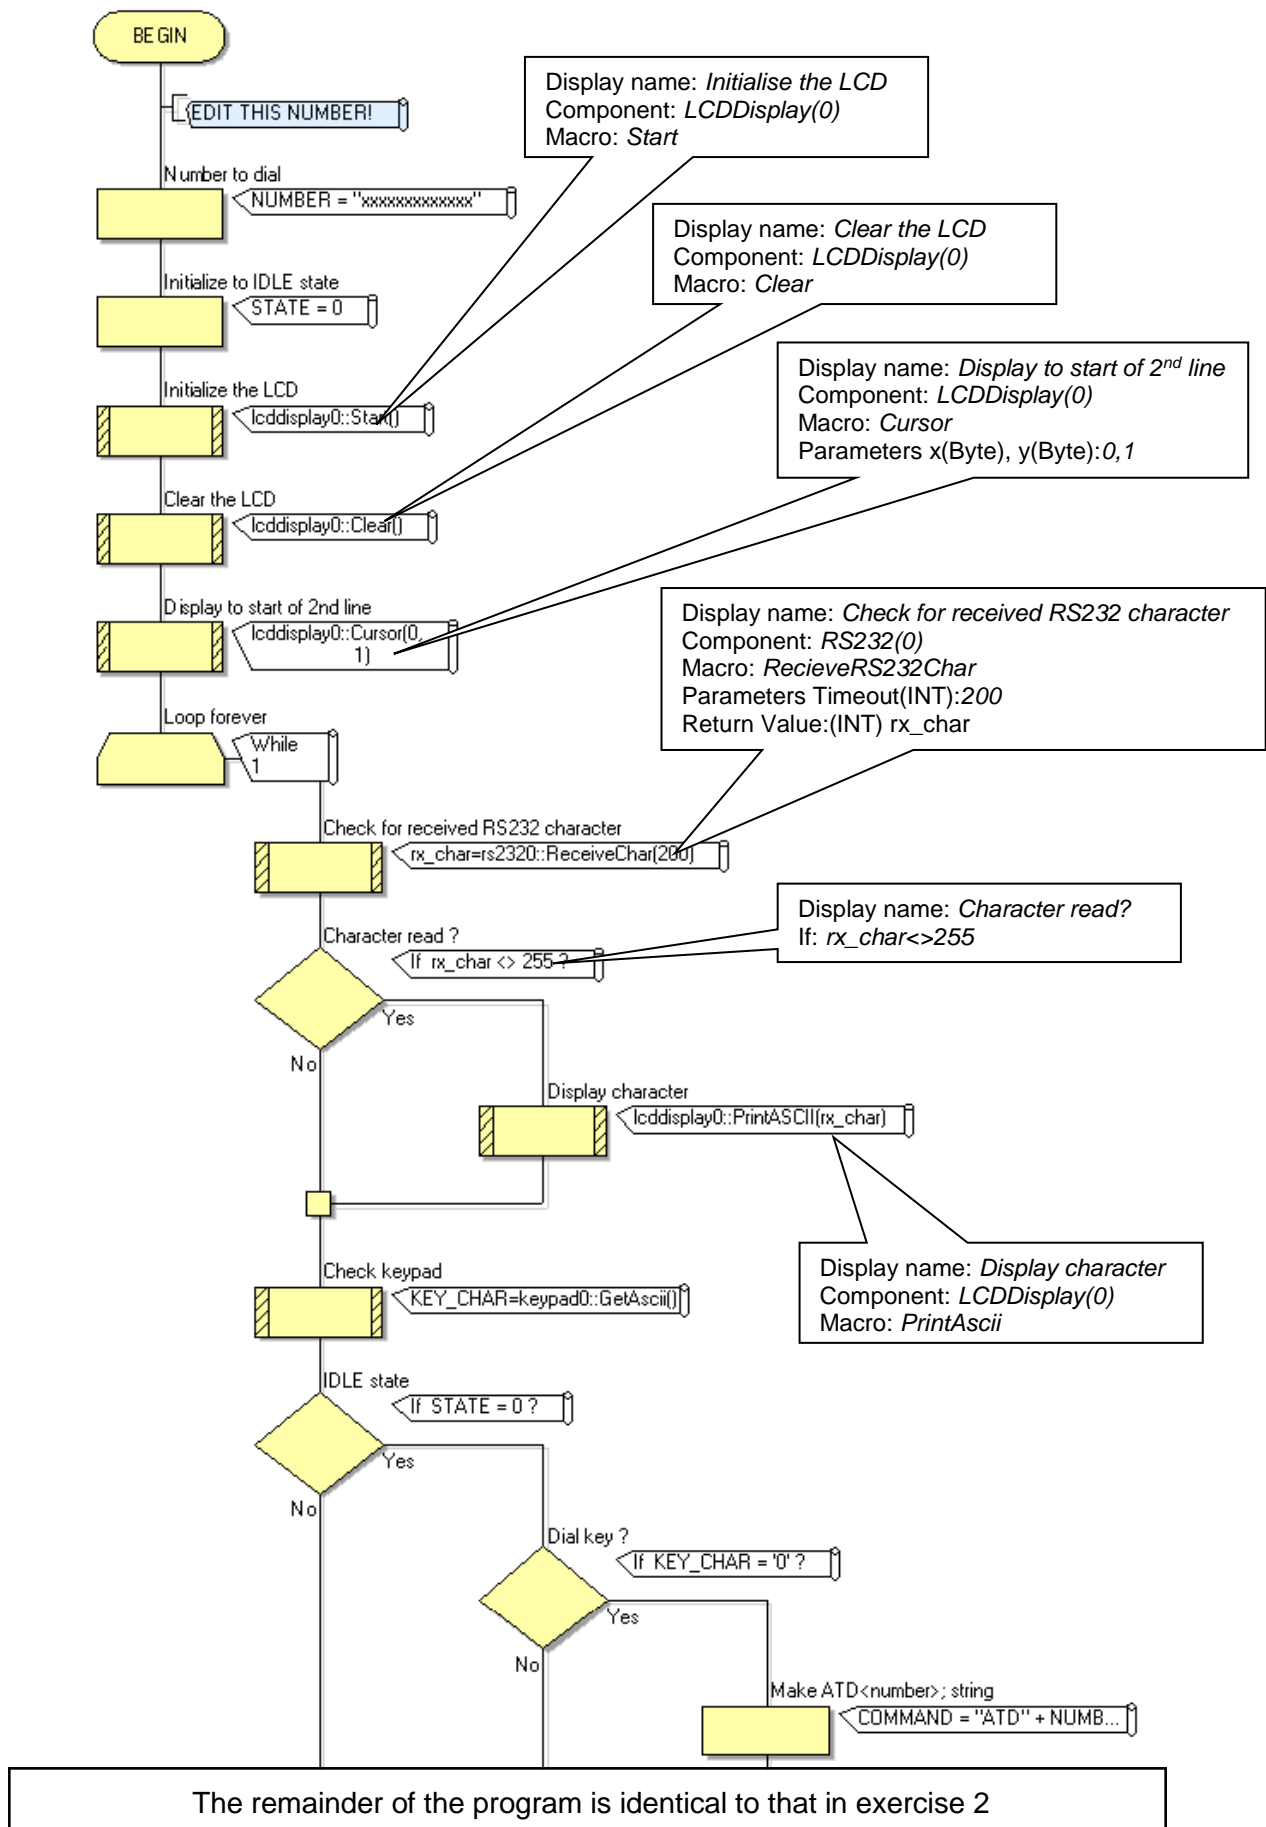 BEGIN
EDIT THIS NUMBER!
Display name: Initialise the LCD
Component: LCDDisplay(0)
Macro: Start
Number to dial
NUMBER = "xxxxxxxxxxxxx"
Display name: Clear the LCD
Component: LCDDisplay(0)
Macro: Clear
Initialize to IDLE state
STATE = 0
Display name: Display to start of 2nd line
Component: LCDDisplay(0)
Macro: Cursor
Parameters x(Byte), y(Byte):0,1
Initialize the LCD
lcddisplay0::Start()
Clear the LCD
lcddisplay0::Clear()
Display to start of 2nd line
lcddisplay0::Cursor(0,
1)
Display name: Check for received RS232 character
Component: RS232(0)
Macro: RecieveRS232Char
Parameters Timeout(INT):200
Return Value:(INT) rx_char
Loop forever
While
1
Check for received RS232 character
rx_char=rs2320::ReceiveChar(200)
Display name: Character read?
If: rx_char<>255
Character read ?
If rx_char <> 255 ?
Yes
No
Display character
lcddisplay0::PrintASCII(rx_char)
Display name: Display character
Component: LCDDisplay(0)
Macro: PrintAscii
Check keypad
KEY_CHAR=keypad0::GetAscii()
IDLE state
If STATE = 0 ?
Yes
No
Dial key ?
If KEY_CHAR = '0' ?
Yes
No
Make ATD<number>; string
COMMAND = "ATD" + NUMB...
The remainder of the program is identical to that in exercise 2